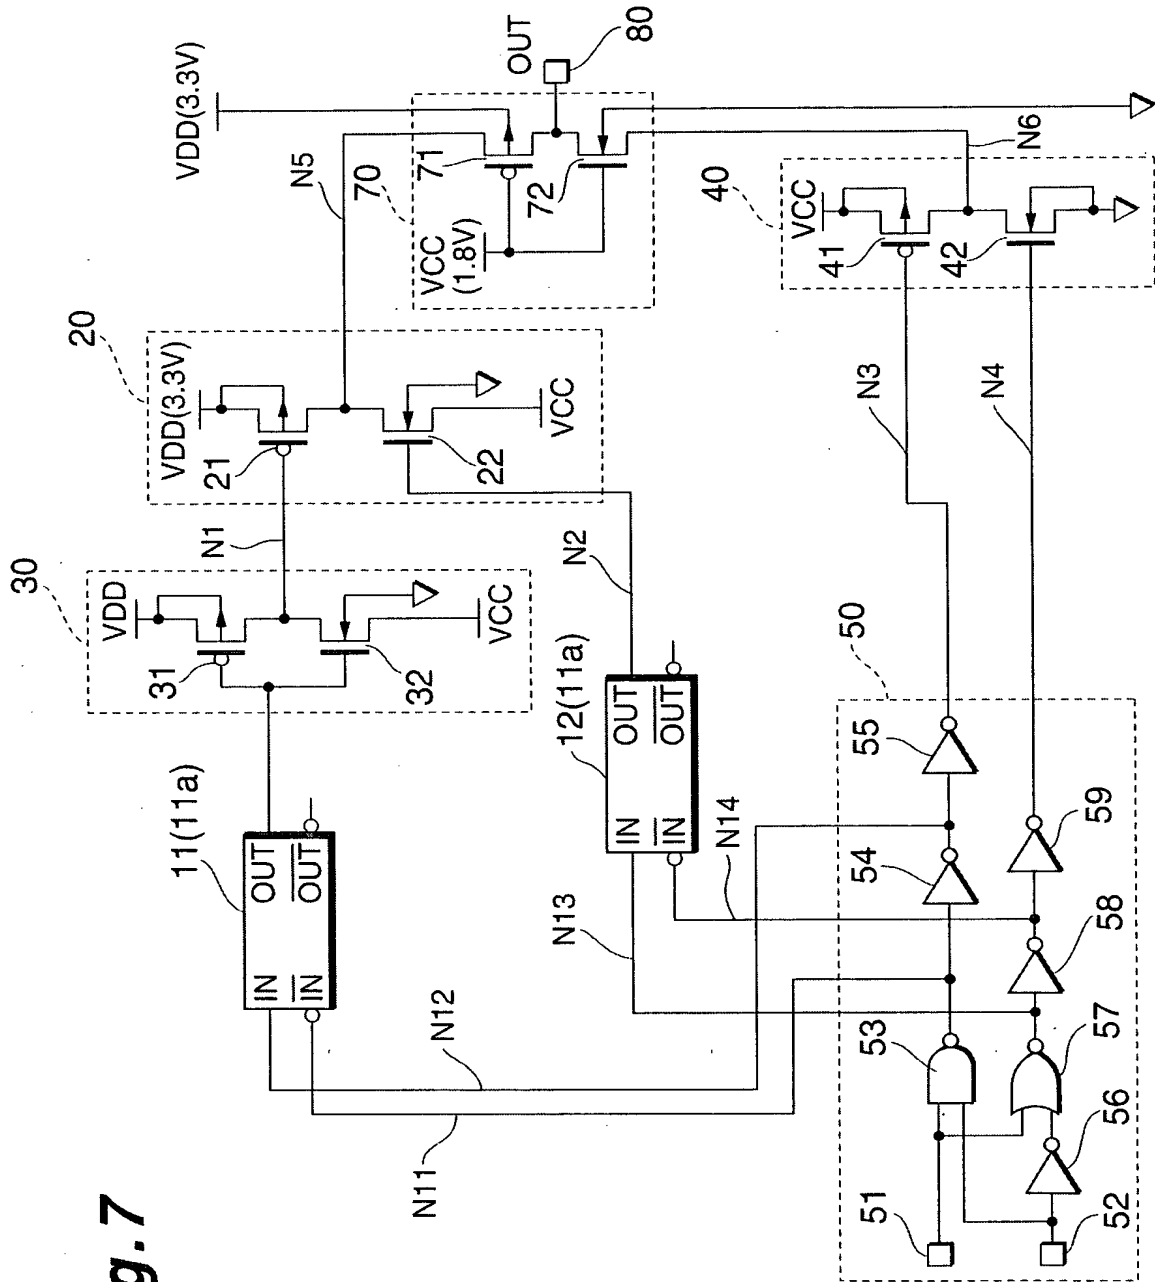 g.7
30
VDD
31
32
VCC
N1
20
VDD(3.3V)
21
22
VCC
N5
70
VCC
(1.8V)
71
72
VDD(3.3V)
OUT
80
11(11a)
IN
OUT
IN
OUT
12(11a)
IN
OUT
IN
OUT
N2
N11
N12
N13
N14
50
51
52
53
54
55
56
57
58
59
N3
N4
40
VCC
41
42
N6